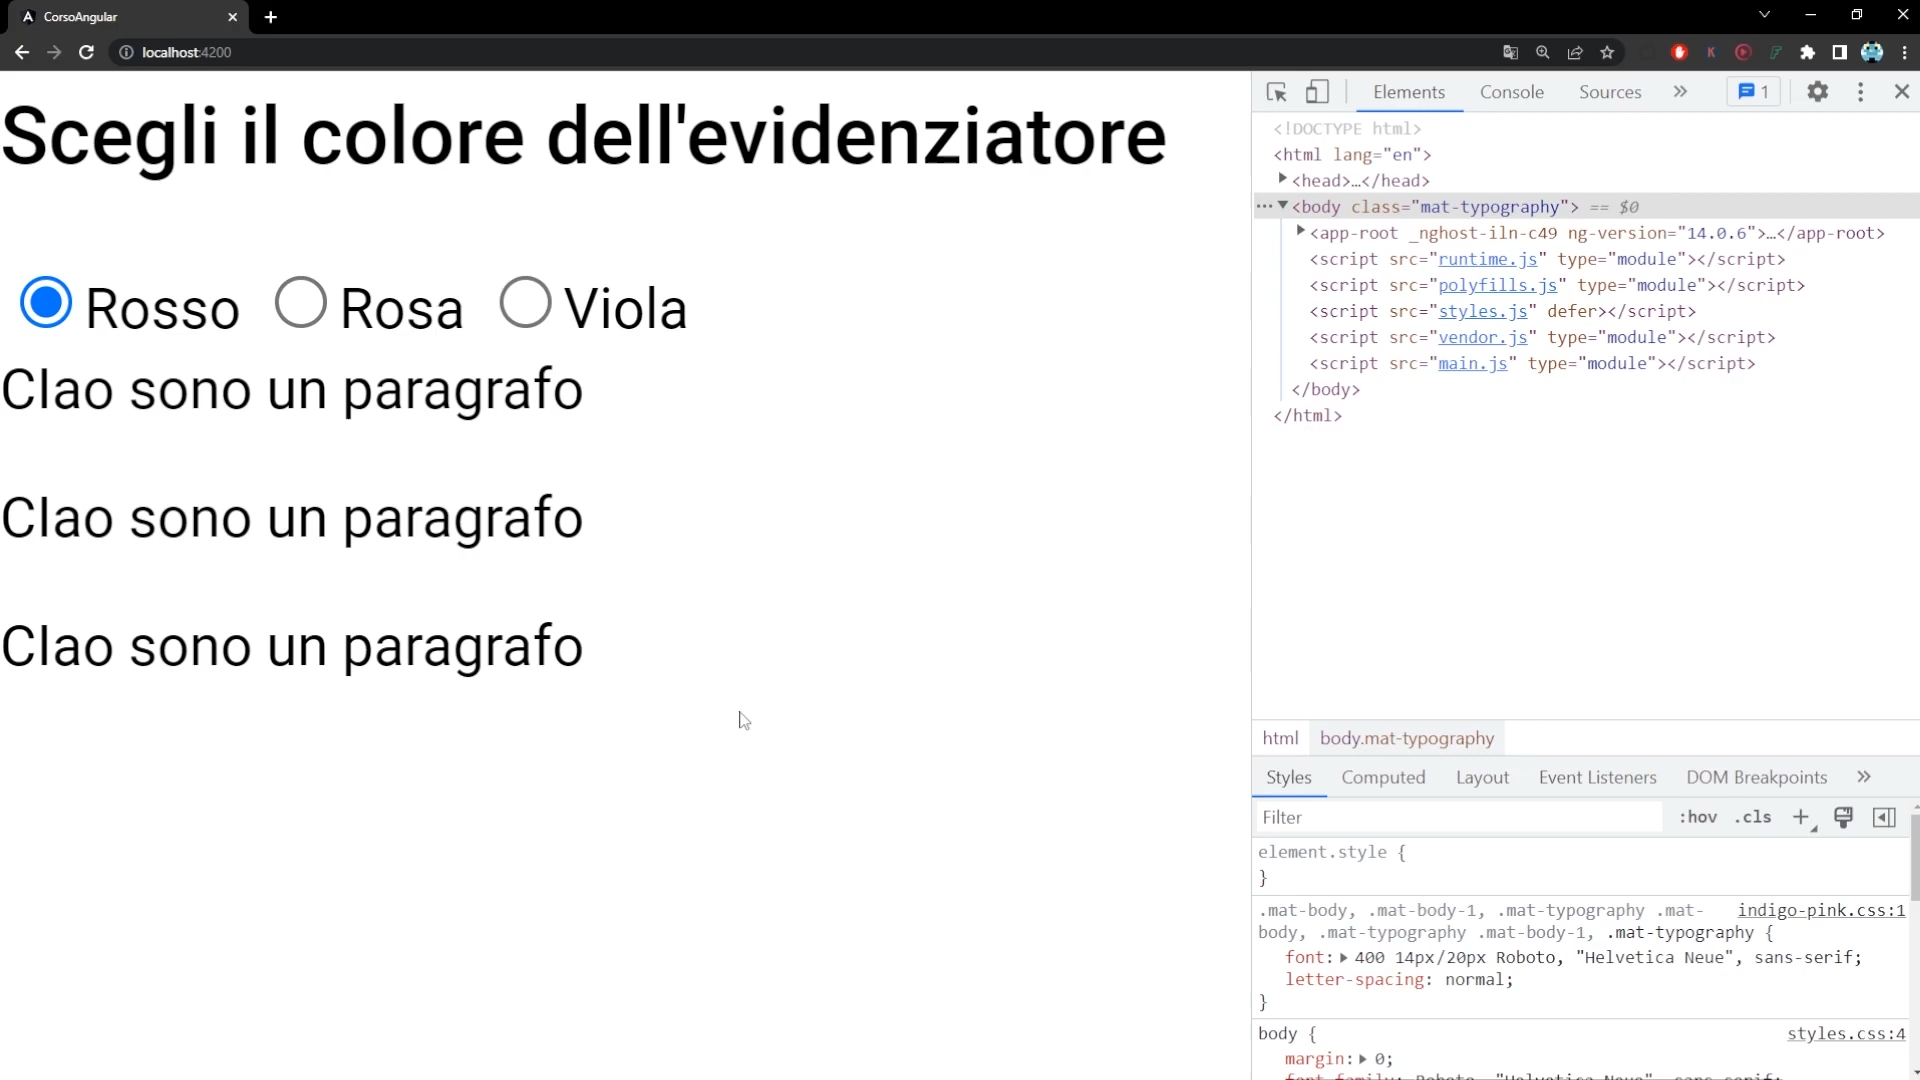 CorsoAngular
localhost:4200
Scegli il colore dell'evidenziatore
Rosso Rosa Viola
CIao sono un paragrafo
CIao sono un paragrafo
CIao sono un paragrafo
Elements Console Sources » 1
<!DOCTYPE html>
<html lang="en">
<head>…</head>
<body class="mat-typography"> == $0
<app-root _nghost-iln-c49 ng-version="14.0.6">…</app-root>
<script src="runtime.js" type="module"></script>
<script src="polyfills.js" type="module"></script>
<script src="styles.js" defer></script>
<script src="vendor.js" type="module"></script>
<script src="main.js" type="module"></script>
</body>
</html>
html body.mat-typography
Styles Computed Layout Event Listeners DOM Breakpoints »
Filter :hov .cls
element.style {
}
.mat-body, .mat-body-1, .mat-typography .mat- indigo-pink.css:1
body, .mat-typography .mat-body-1, .mat-typography {
font: 400 14px/20px Roboto, "Helvetica Neue", sans-serif;
letter-spacing: normal;
}
body { styles.css:4
margin: 0;
font-family: Roboto, "Helvetica Neue", sans-serif;